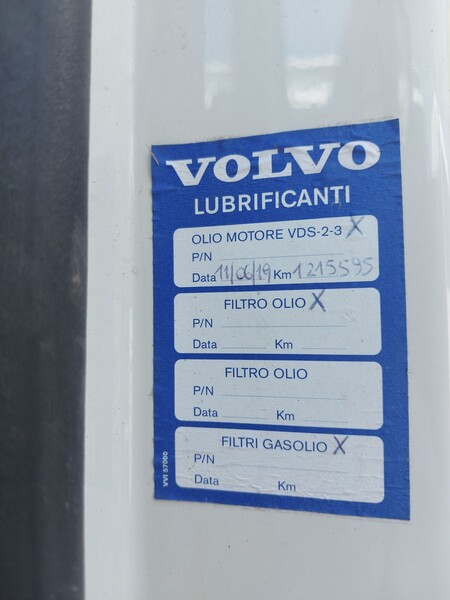 VOLVO
LUBRIFICANTI
OLIO MOTORE VDS-2-3 X
P/N
Data 11/06/19 Km 1215595
FILTRO OLIO X
P/N
Data Km
FILTRO OLIO
P/N
Data Km
FILTRI GASOLIO X
P/N
Data Km
VVI 57000